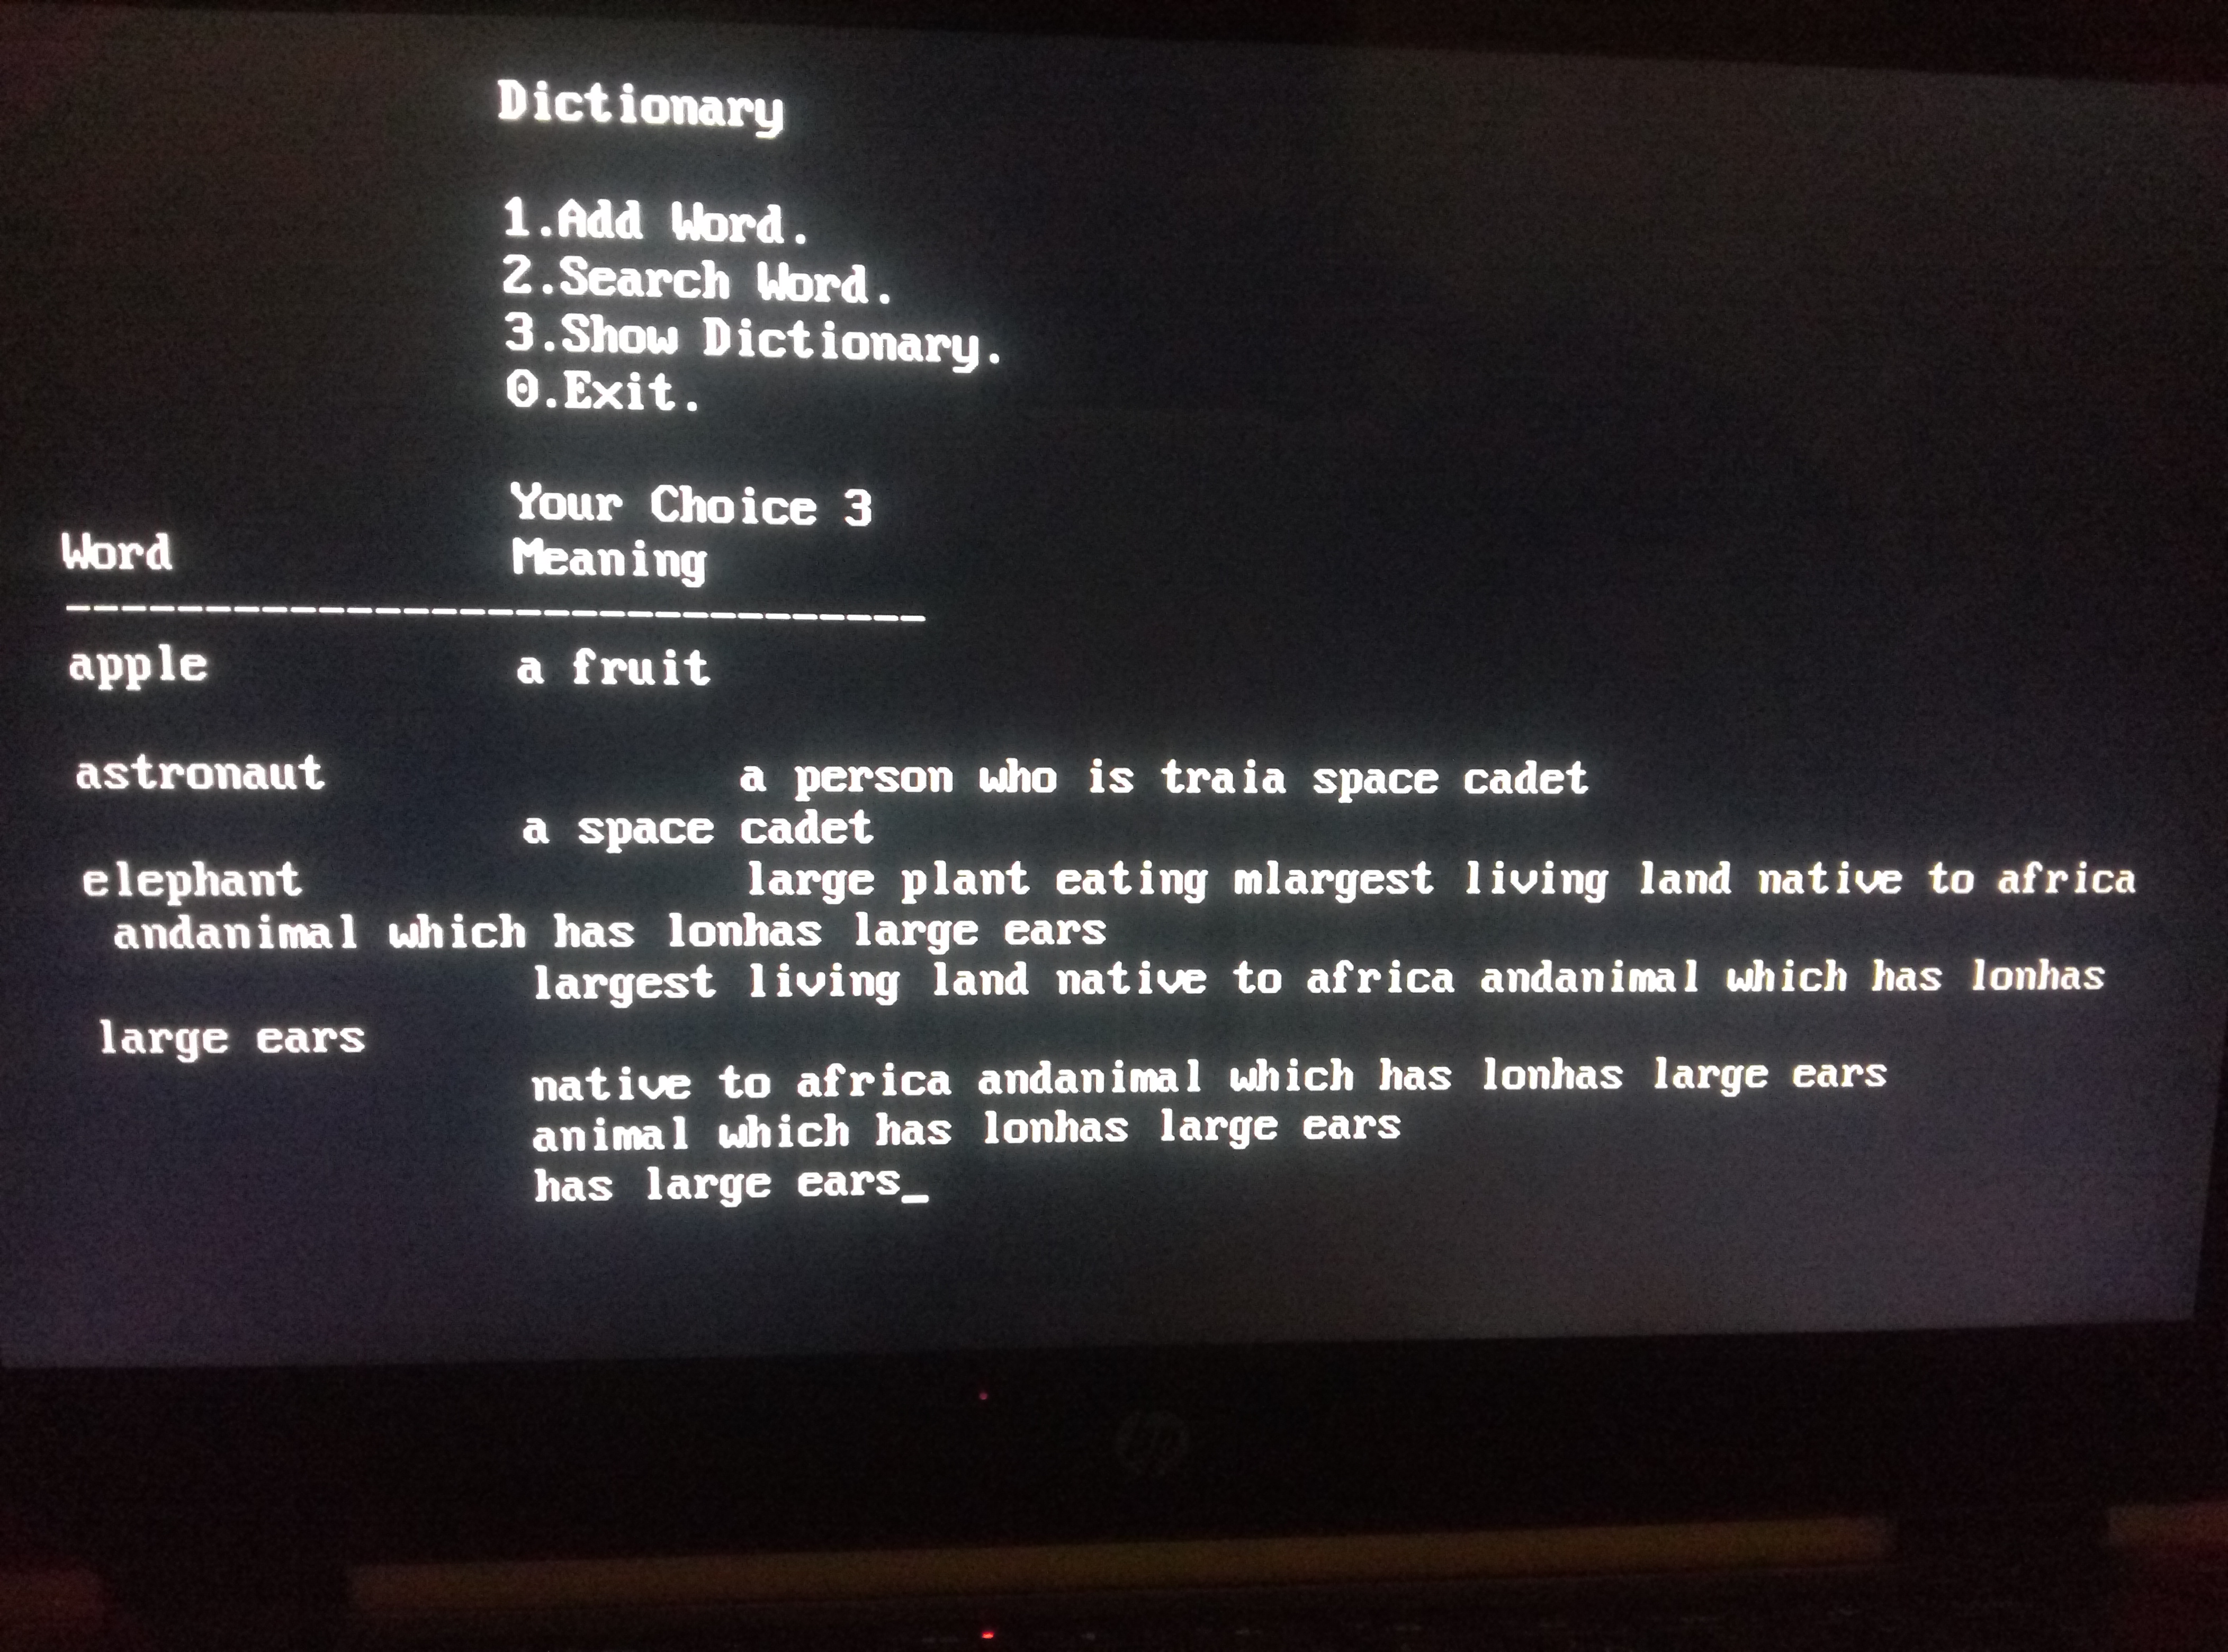 Dictionary
1.Add Word.
2.Search Word.
3.Show Dictionary.
0.Exit.
Your Choice 3
Word Meaning
----------------------------------
apple a fruit
astronaut a person who is traia space cadet
a space cadet
elephant large plant eating mlargest living land native to africa
andanimal which has lonhas large ears
largest living land native to africa andanimal which has lonhas
large ears
native to africa andanimal which has lonhas large ears
animal which has lonhas large ears
has large ears_
hp